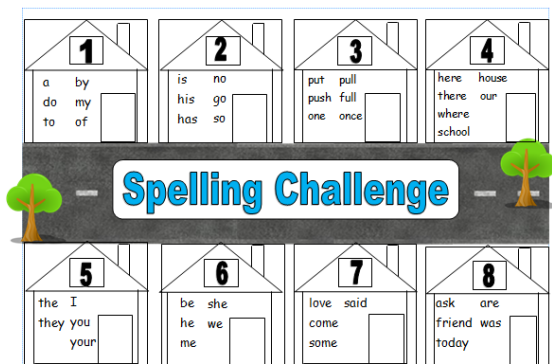 1
a by
do my
to of
2
is no
his go
has so
3
put pull
push full
one once
4
here house
there our
where
school
Spelling Challenge
5
the I
they you
your
6
be she
he we
me
7
love said
come
some
8
ask are
friend was
today